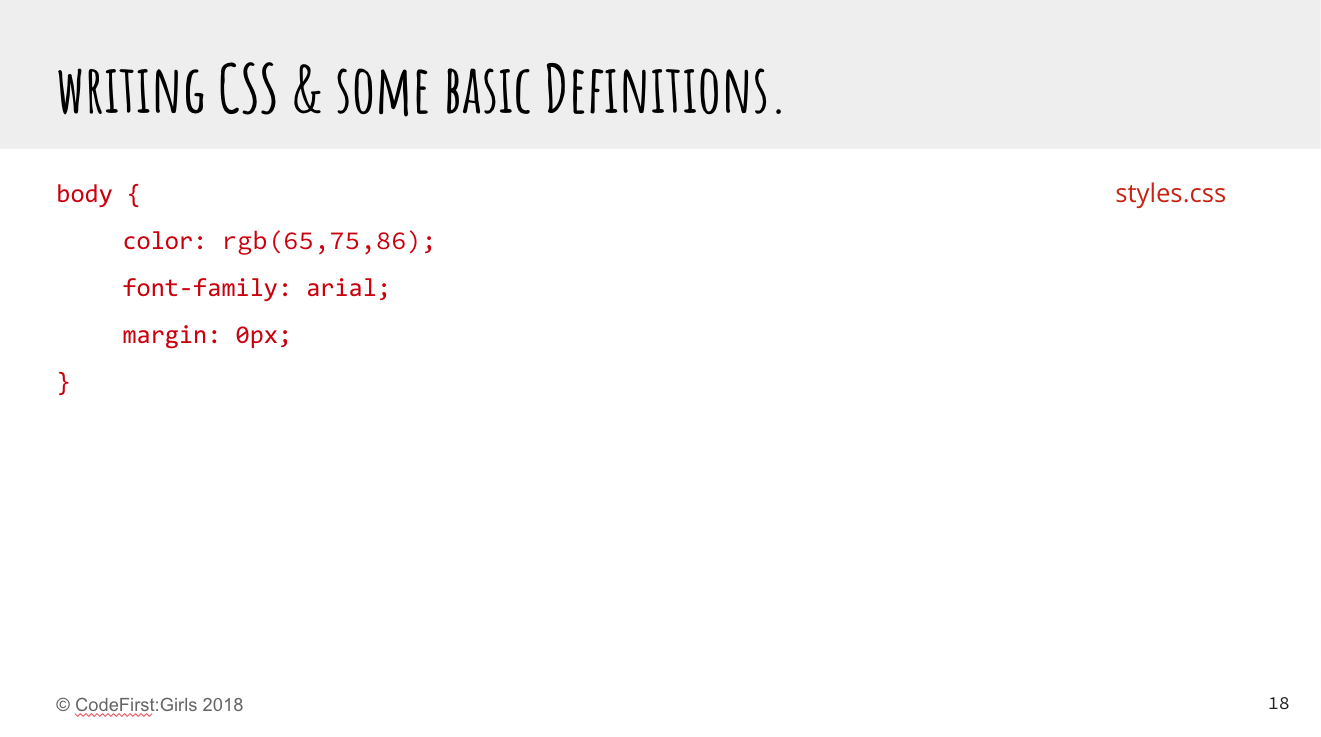 WRITING CSS & SOME BASIC DEFINITIONS.
body {
styles.css
color: rgb(65,75,86);
font-family: arial;
margin: 0px;
}
© CodeFirst:Girls 2018
18